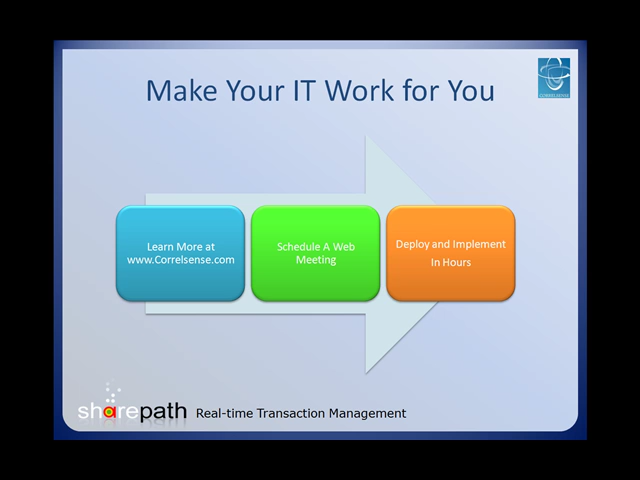 Make Your IT Work for You
CORRELSENSE
Learn More at
www.Correlsense.com
Schedule A Web
Meeting
Deploy and Implement
In Hours
sharepath Real-time Transaction Management